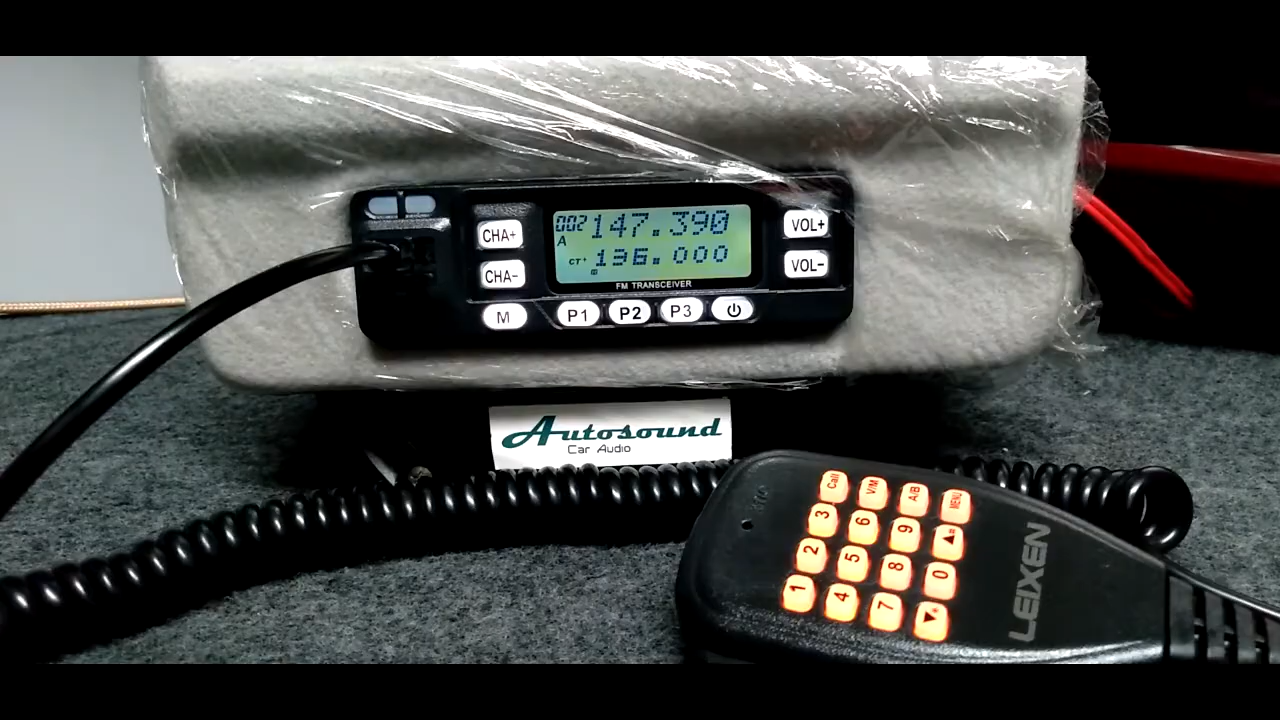 CHA+
002 147.390
VOL+
A
CT+ 136.000
CHA-
VOL-
FM TRANSCEIVER
M
P1
P2
P3
Autosound
Car Audio
Call
V/M
A/B
MENU
3
6
9
2
5
8
0
1
4
7
LEIXEN